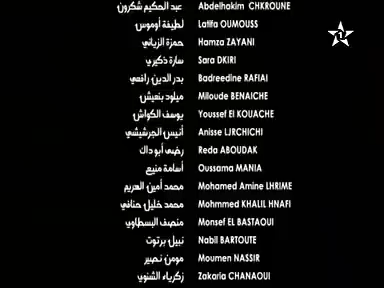 عبد الحكيم شكرون Abdelhakim CHKROUNE
لطيفة أوموس Latifa OUMOUSS
حمزة الزياني Hamza ZAYANI
سارة ذكيري Sara DKIRI
بدر الدين رافعي Badreedine RAFIAI
ميلود بنعيش Miloude BENAICHE
يوسف الكواش Youssef El KOUACHE
أنيس الجرشيشي Anisse LJRCHICHI
رضى أبو داك Reda ABOUDAK
أسامة منيع Oussama MANIA
محمد أمين الهريم Mohamed Amine LHRIME
محمد خليل حنافي Mohmmed KHALIL HNAFI
منصف البسطاوي Monsef EL BASTAOUI
نبيل برتوت Nabil BARTOUTE
مومن نصير Moumen NASSIR
زكرياء الشنوي Zakaria CHANAOUI
1